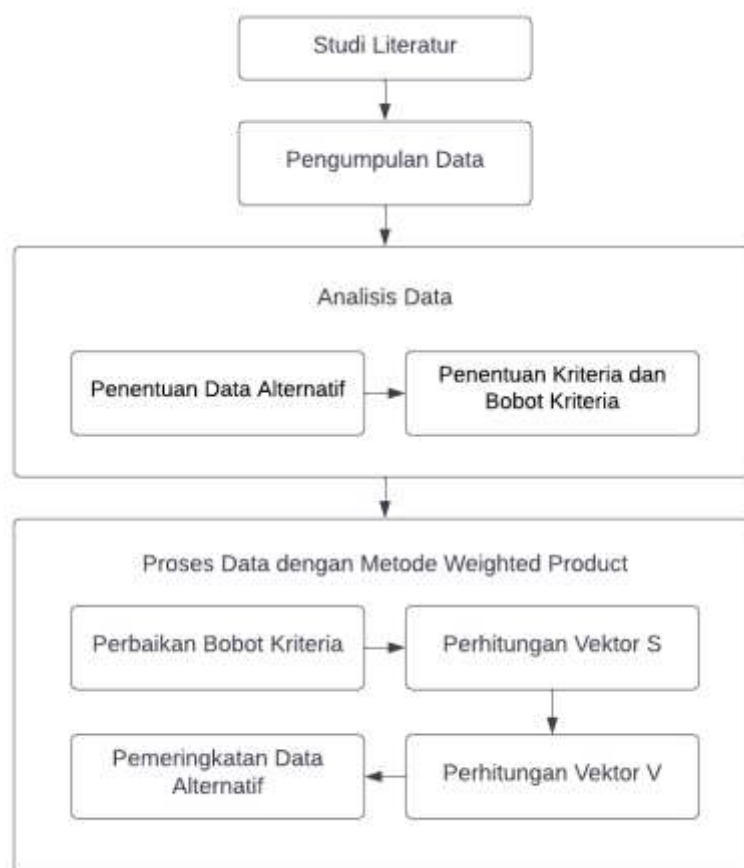 Studi Literatur
Pengumpulan Data
Analisis Data
Penentuan Data Alternatif
Penentuan Kriteria dan
Bobot Kriteria
Proses Data dengan Metode Weighted Product
Perbaikan Bobot Kriteria
Perhitungan Vektor S
Pemeringkatan Data
Alternatif
Perhitungan Vektor V